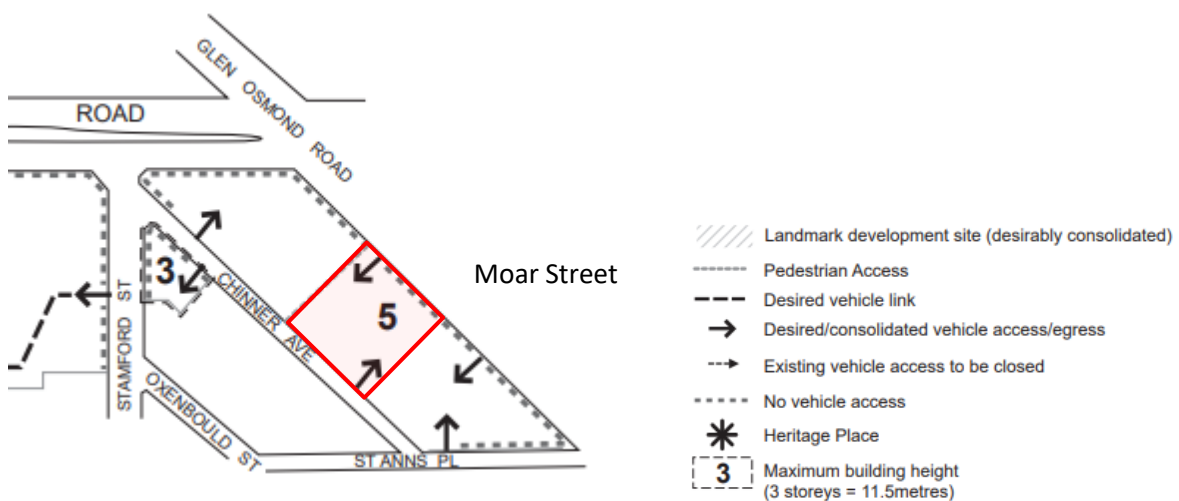 GLEN OSMOND ROAD
ROAD
Moar Street
3
5
CHINNER AVE
STAMFORD ST
OXENBOULD ST
ST ANNS PL
Landmark development site (desirably consolidated)
Pedestrian Access
Desired vehicle link
Desired/consolidated vehicle access/egress
Existing vehicle access to be closed
No vehicle access
Heritage Place
3
Maximum building height
(3 storeys = 11.5metres)